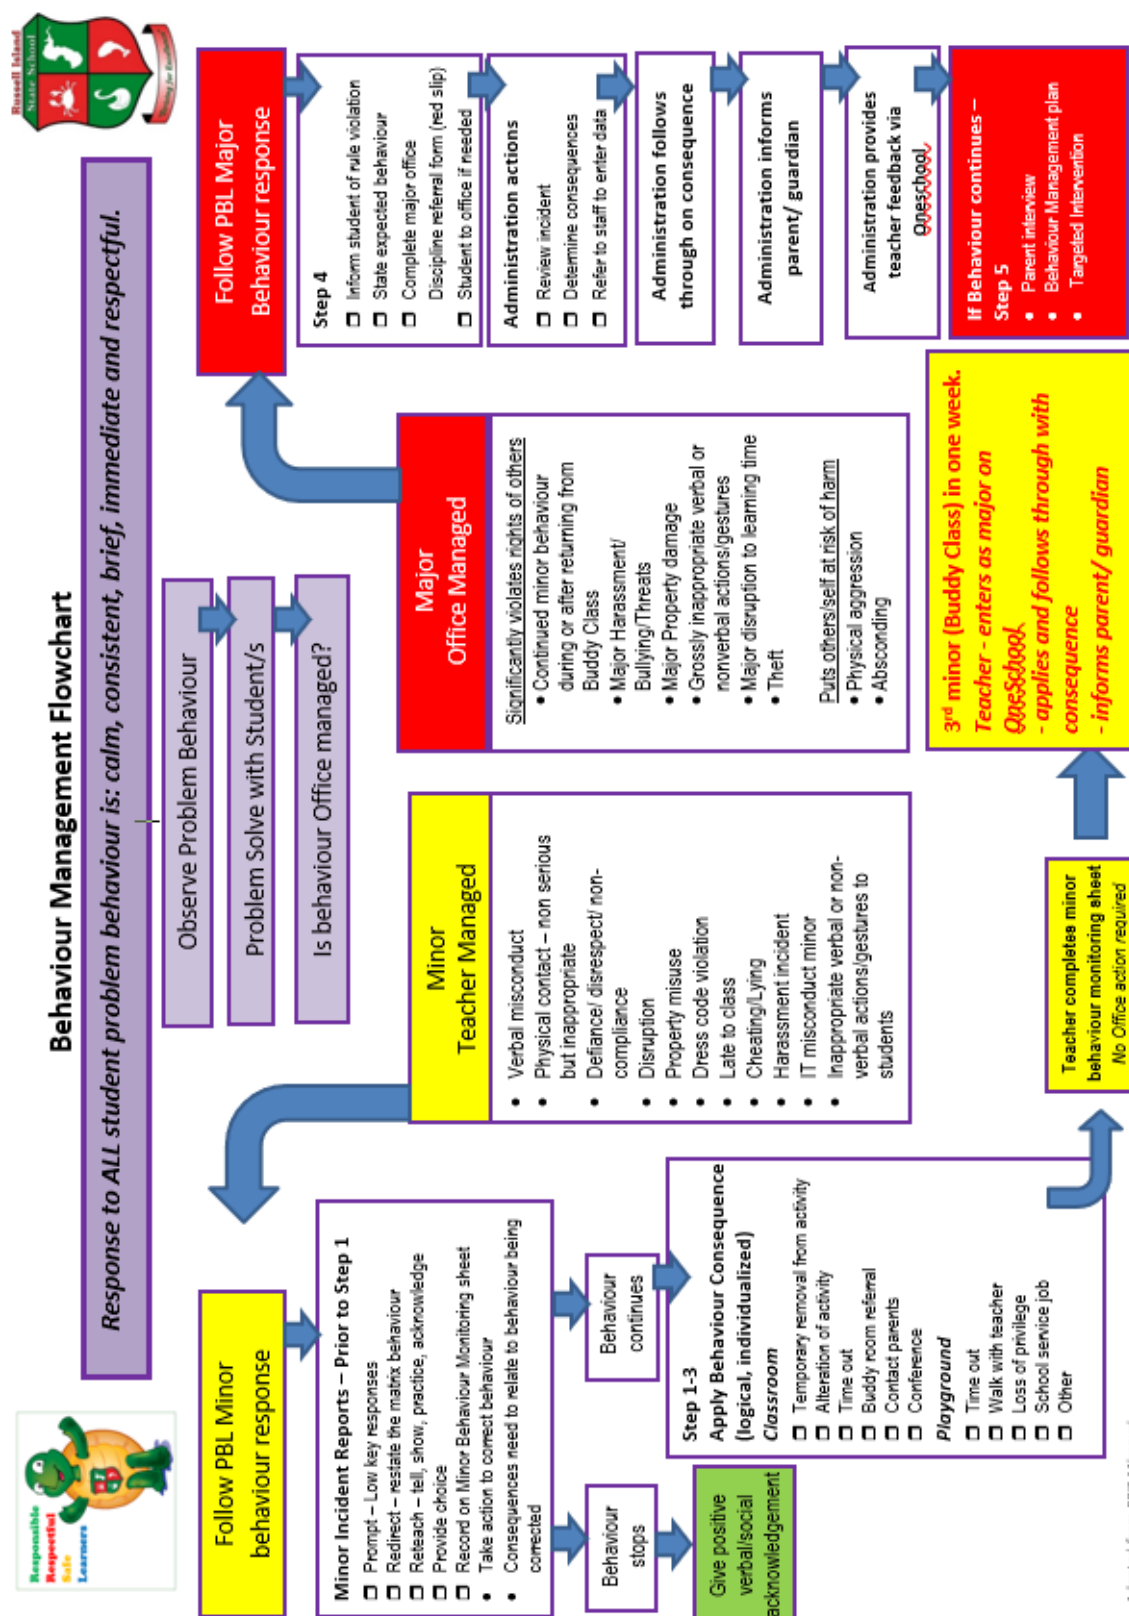 Responsible
Respectful
Safe
Learners
Behaviour Management Flowchart
Russell Island
State School
Response to ALL student problem behaviour is: calm, consistent, brief, immediate and respectful.
Observe Problem Behaviour
Problem Solve with Student/s
Is behaviour Office managed?
Follow PBL Minor
behaviour response
Minor Incident Reports – Prior to Step 1
Prompt – Low key responses
Redirect – restate the matrix behaviour
Reteach – tell, show, practice, acknowledge
Provide choice
Record on Minor Behaviour Monitoring sheet
Take action to correct behaviour
Consequences need to relate to behaviour being
corrected
Behaviour
stops
Give positive
verbal/social
acknowledgement
Behaviour
continues
Step 1-3
Apply Behaviour Consequence
(logical, individualized)
Classroom
Temporary removal from activity
Alteration of activity
Time out
Buddy room referral
Contact parents
Conference
Playground
Time out
Walk with teacher
Loss of privilege
School service job
Other
Minor
Teacher Managed
Verbal misconduct
Physical contact – non serious
but inappropriate
Defiance/ disrespect/ non-
compliance
Disruption
Property misuse
Dress code violation
Late to class
Cheating/Lying
Harassment incident
IT misconduct minor
Inappropriate verbal or non-
verbal actions/gestures to
students
Teacher completes minor
behaviour monitoring sheet
No Office action required
3rd minor (Buddy Class) in one week.
Teacher - enters as major on
OneSchool
- applies and follows through with
consequence
- informs parent/ guardian
Major
Office Managed
Significantly violates rights of others
Continued minor behaviour
during or after returning from
Buddy Class
Major Harassment/
Bullying/Threats
Major Property damage
Grossly inappropriate verbal or
nonverbal actions/gestures
Major disruption to learning time
Theft
Puts others/self at risk of harm
Physical aggression
Absconding
Follow PBL Major
Behaviour response
Step 4
Inform student of rule violation
State expected behaviour
Complete major office
Discipline referral form (red slip)
Student to office if needed
Administration actions
Review incident
Determine consequences
Refer to staff to enter data
Administration follows
through on consequence
Administration informs
parent/ guardian
Administration provides
teacher feedback via
Oneschool
If Behaviour continues –
Step 5
Parent interview
Behaviour Management plan
Targeted Intervention